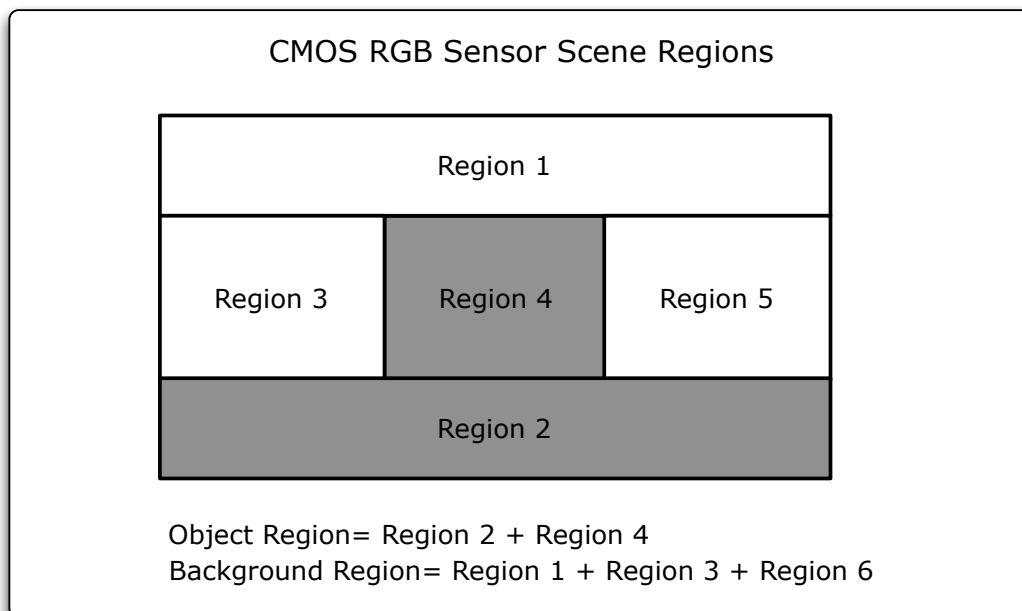 CMOS RGB Sensor Scene Regions
Region 1
Region 3 Region 4 Region 5
Region 2
Object Region= Region 2 + Region 4
Background Region= Region 1 + Region 3 + Region 6